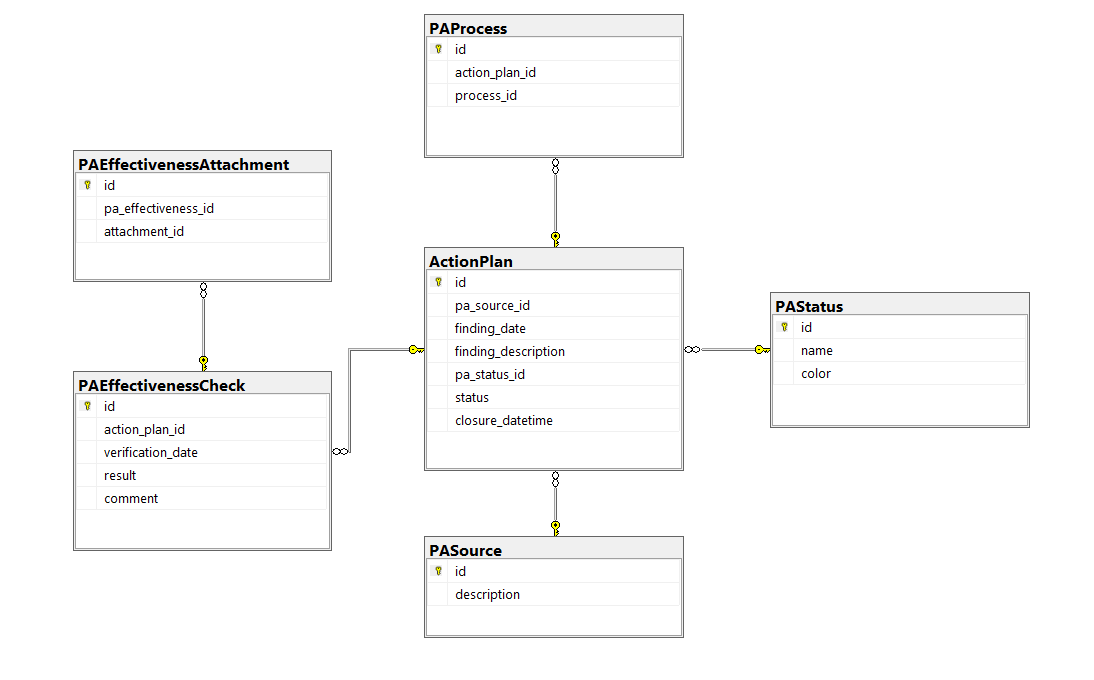 PAProcess
id
action_plan_id
process_id
PAEffectivenessAttachment
id
pa_effectiveness_id
attachment_id
ActionPlan
id
pa_source_id
finding_date
finding_description
pa_status_id
status
closure_datetime
PAStatus
id
name
color
PAEffectivenessCheck
id
action_plan_id
verification_date
result
comment
PASource
id
description